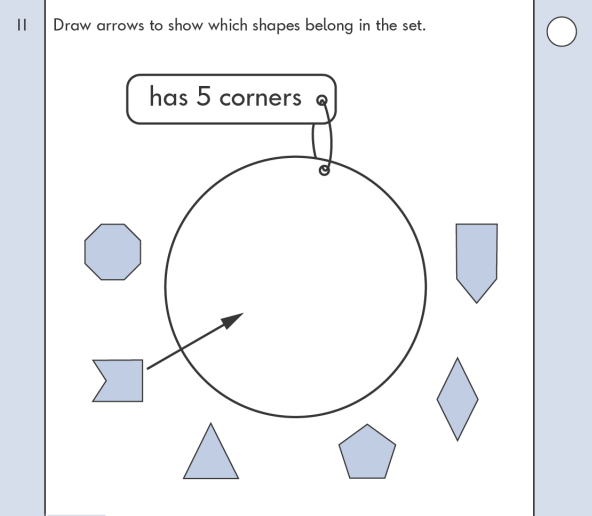 11
Draw arrows to show which shapes belong in the set.
has 5 corners